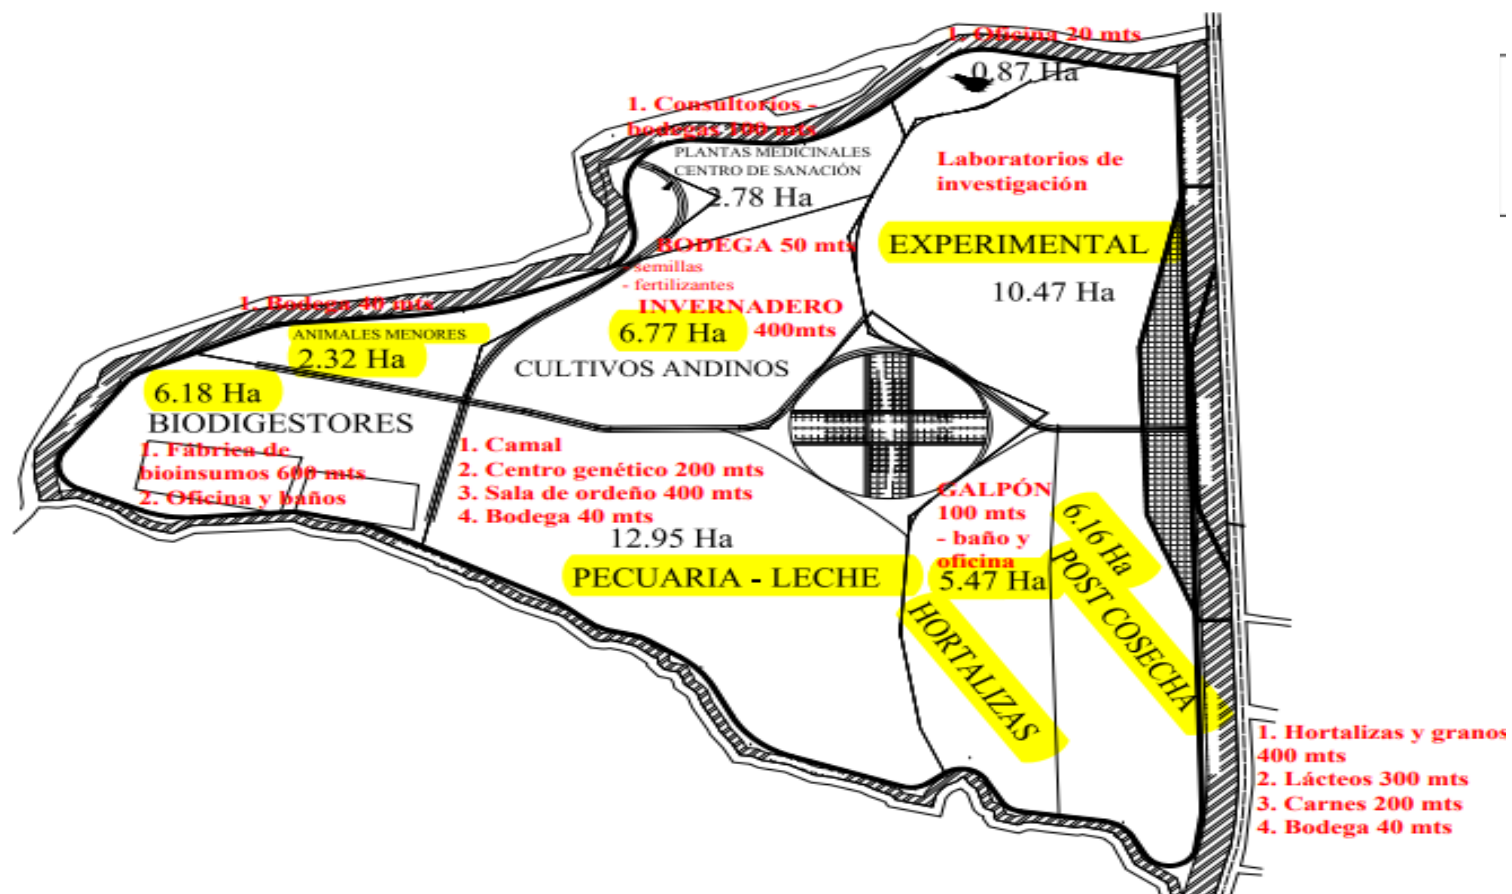 1. Oficina 20 mts
0.87 Ha
1. Consultorios -
bodegas 100 mts
PLANTAS MEDICINALES
CENTRO DE SANACIÓN
2.78 Ha
Laboratorios de
investigación
EXPERIMENTAL
10.47 Ha
BODEGA 50 mts
- semillas
- fertilizantes
INVERNADERO
400mts
6.77 Ha
CULTIVOS ANDINOS
1. Bodega 40 mts
ANIMALES MENORES
2.32 Ha
6.18 Ha
BIODIGESTORES
1. Fábrica de
bioinsumos 600 mts
2. Oficina y baños
1. Camal
2. Centro genético 200 mts
3. Sala de ordeño 400 mts
4. Bodega 40 mts
12.95 Ha
PECUARIA - LECHE
GALPÓN
100 mts
- baño y
oficina
5.47 Ha
HORTALIZAS
6.16 Ha
POST COSECHA
1. Hortalizas y granos
400 mts
2. Lácteos 300 mts
3. Carnes 200 mts
4. Bodega 40 mts